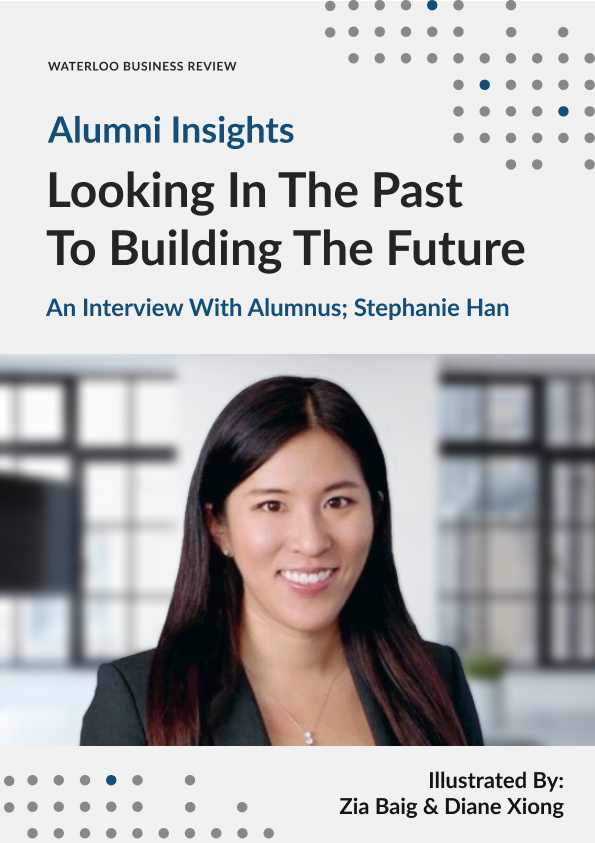 WATERLOO BUSINESS REVIEW
Alumni Insights
Looking In The Past
To Building The Future
An Interview With Alumnus; Stephanie Han
Illustrated By:
Zia Baig & Diane Xiong